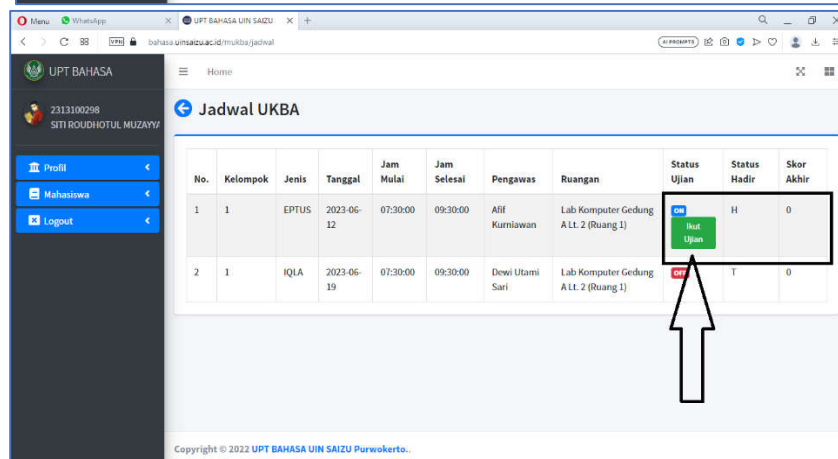 Menu WhatsApp UPT BAHASA UIN SAIZU
VPN bahasa.uinsaizu.ac.id/mukba/jadwal AI PROMPTS
UPT BAHASA
Home
2313100298
SITI ROUDHOTUL MUZAYYA
Jadwal UKBA
Profil
Mahasiswa
Logout
No. Kelompok Jenis Tanggal Jam Mulai Jam Selesai Pengawas Ruangan Status Ujian Status Hadir Skor Akhir
1 1 EPTUS 2023-06-12 07:30:00 09:30:00 Afif Kurniawan Lab Komputer Gedung A Lt. 2 (Ruang 1) ON Ikut Ujian H 0
2 1 IQLA 2023-06-19 07:30:00 09:30:00 Dewi Utami Sari Lab Komputer Gedung A Lt. 2 (Ruang 1) OFF T 0
Copyright © 2022 UPT BAHASA UIN SAIZU Purwokerto..